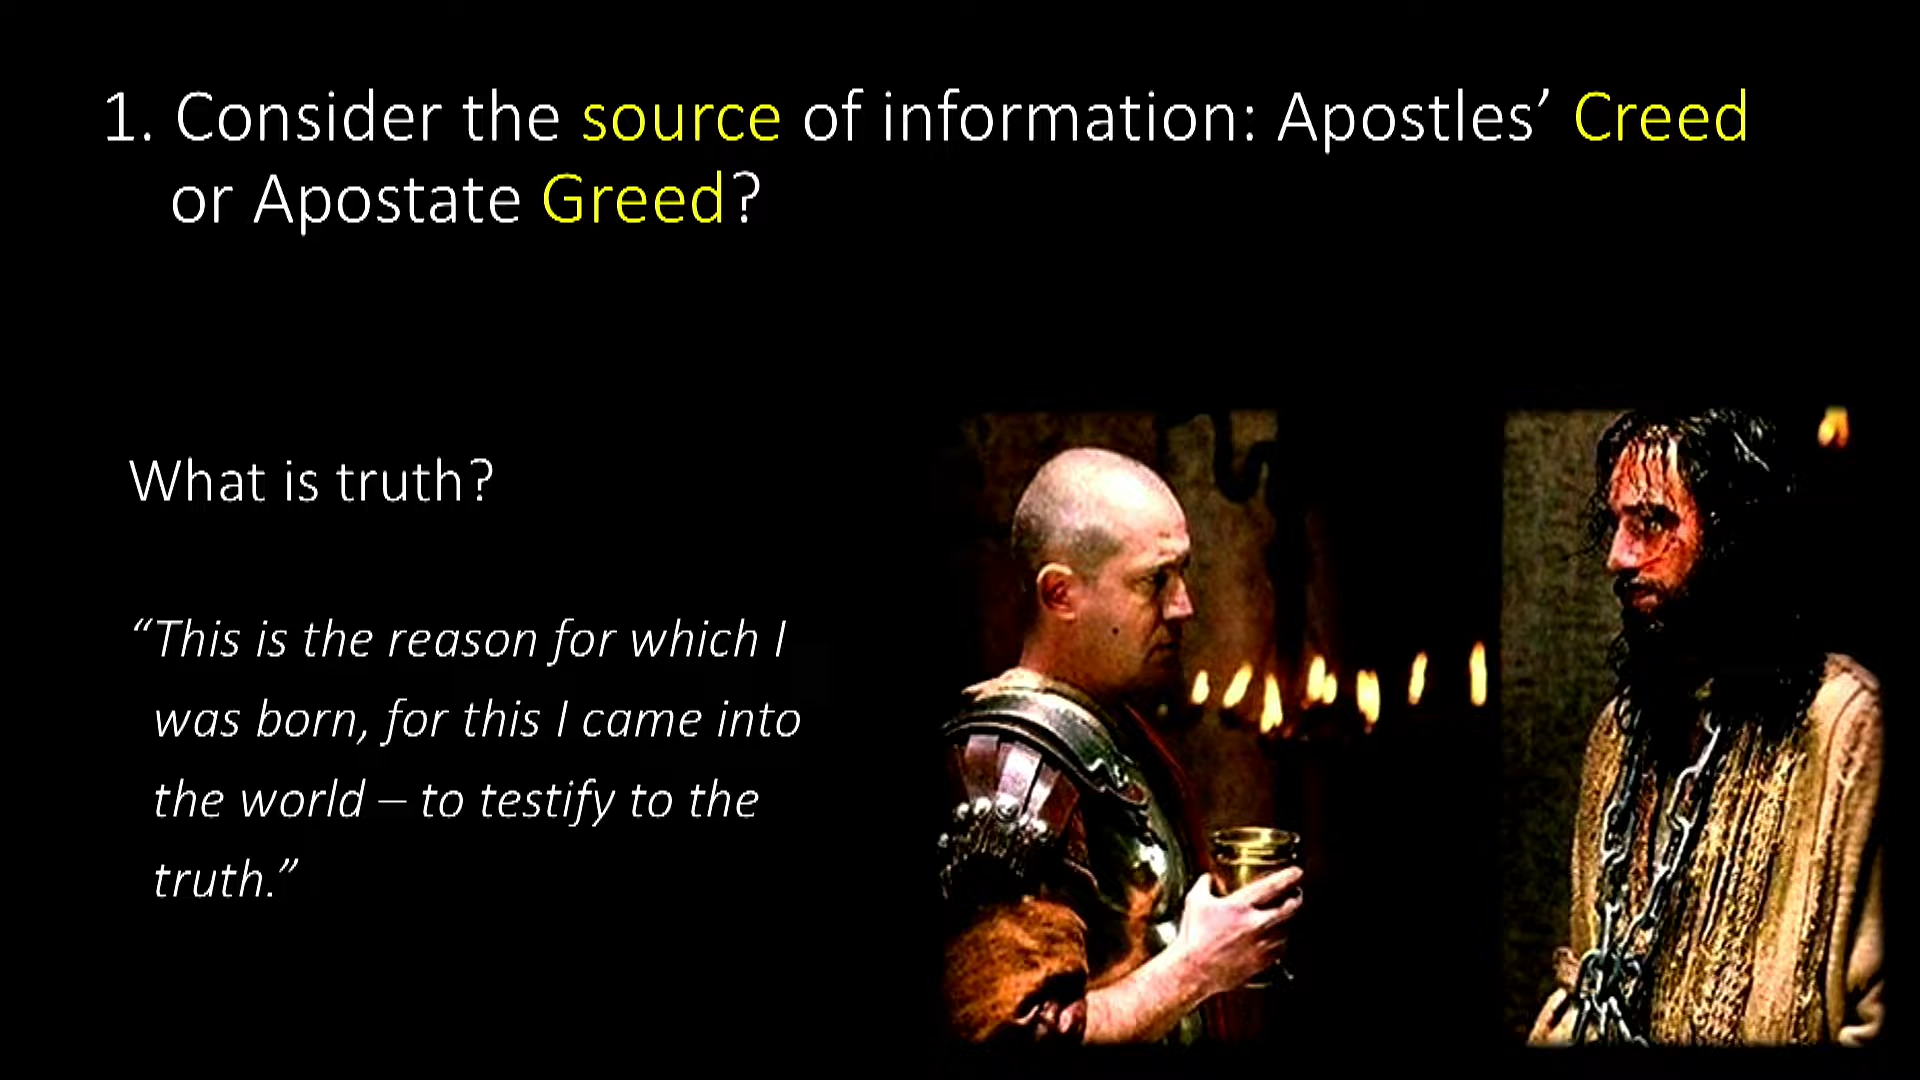 1. Consider the source of information: Apostles’ Creed
or Apostate Greed?
What is truth?
“This is the reason for which I
was born, for this I came into
the world – to testify to the
truth.”